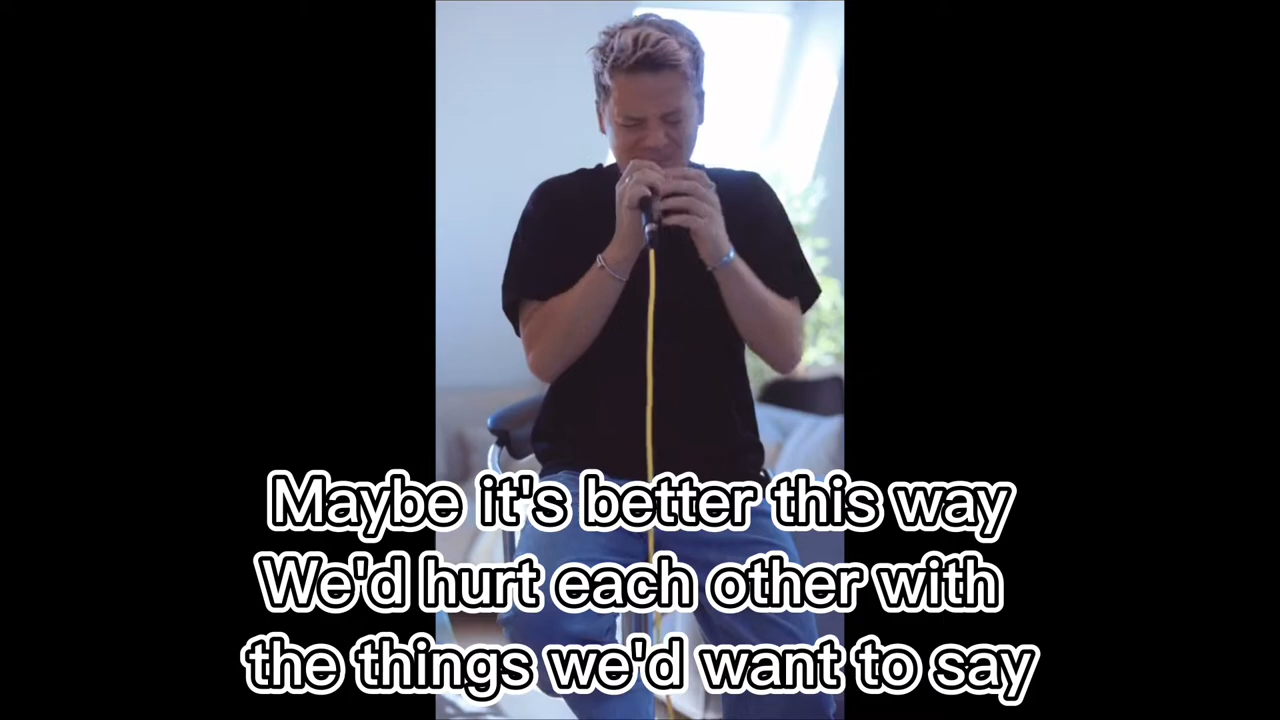 Maybe it's better this way
We'd hurt each other with
the things we'd want to say